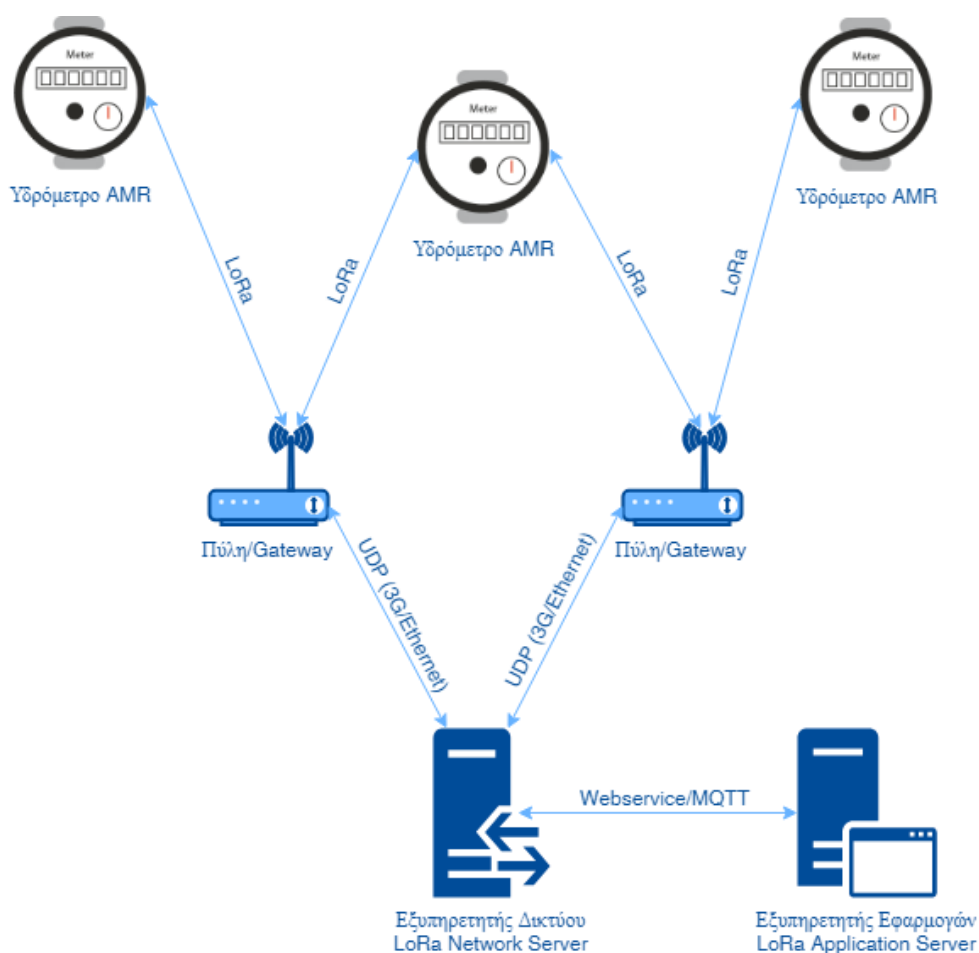 Meter
Meter
Meter
Υδρόμετρο AMR
Υδρόμετρο AMR
Υδρόμετρο AMR
LoRa
LoRa
LoRa
LoRa
Πύλη/Gateway
Πύλη/Gateway
UDP (3G/Ethernet)
UDP (3G/Ethernet)
Webservice/MQTT
Εξυπηρετητής Δικτύου
LoRa Network Server
Εξυπηρετητής Εφαρμογών
LoRa Application Server